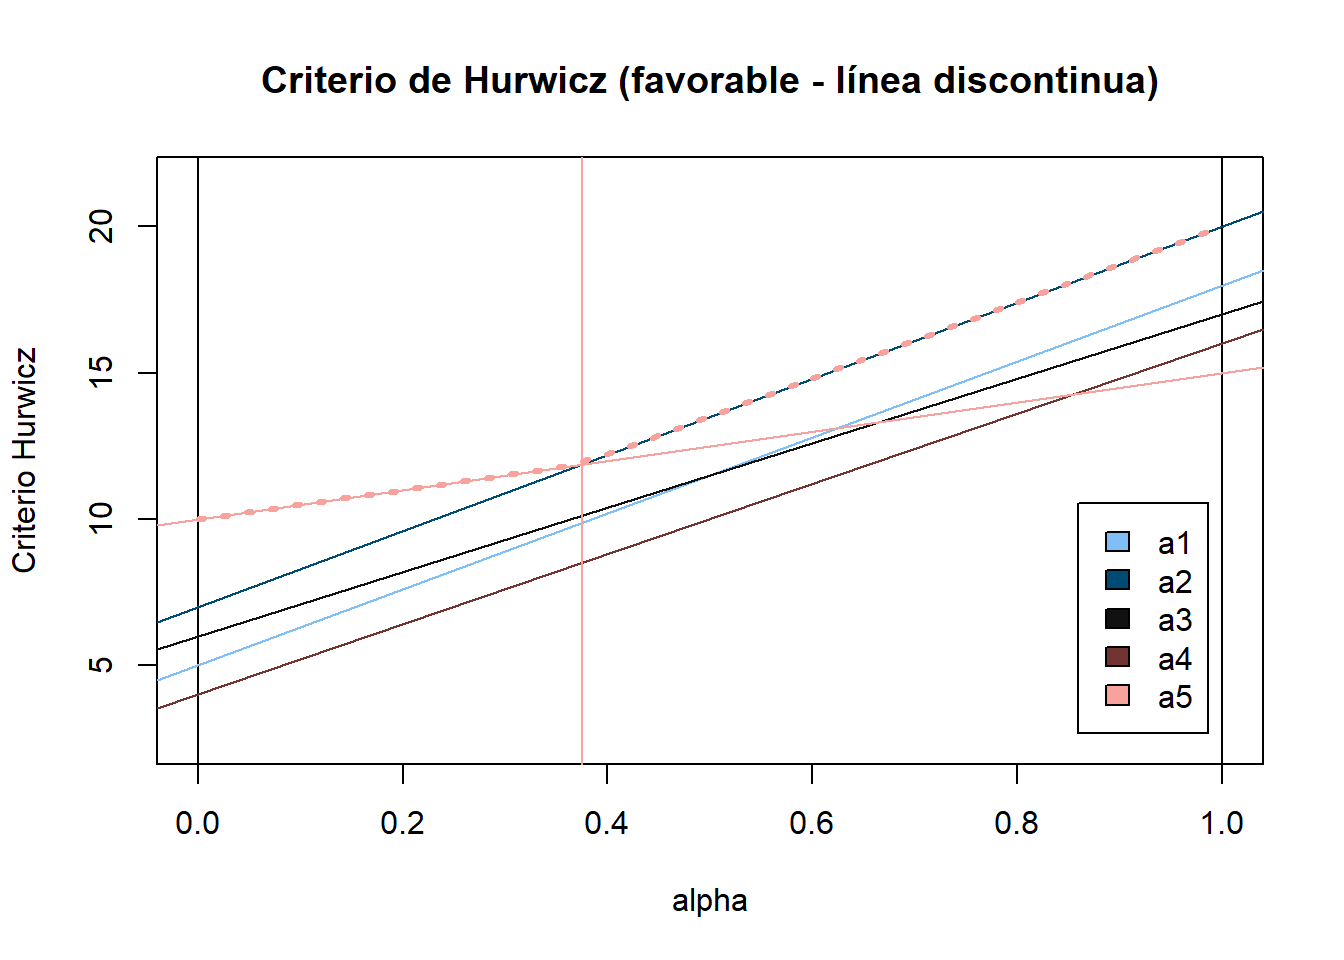 Criterio de Hurwicz (favorable - línea discontinua)
Criterio Hurwicz
20
15
10
5
a1
a2
a3
a4
a5
0.0 0.2 0.4 0.6 0.8 1.0
alpha